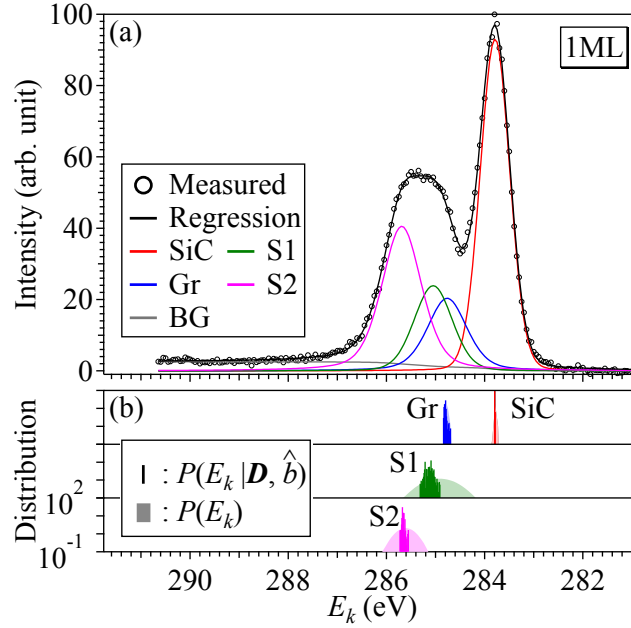 (a)
1ML
100
80
60
40
20
0
Intensity (arb. unit)
Measured
Regression
SiC S1
Gr S2
BG
(b)
Gr SiC
S1
S2
: P(E_k |D, b̂)
: P(E_k)
Distribution
10^2
10^-1
290 288 286 284 282
E_k (eV)